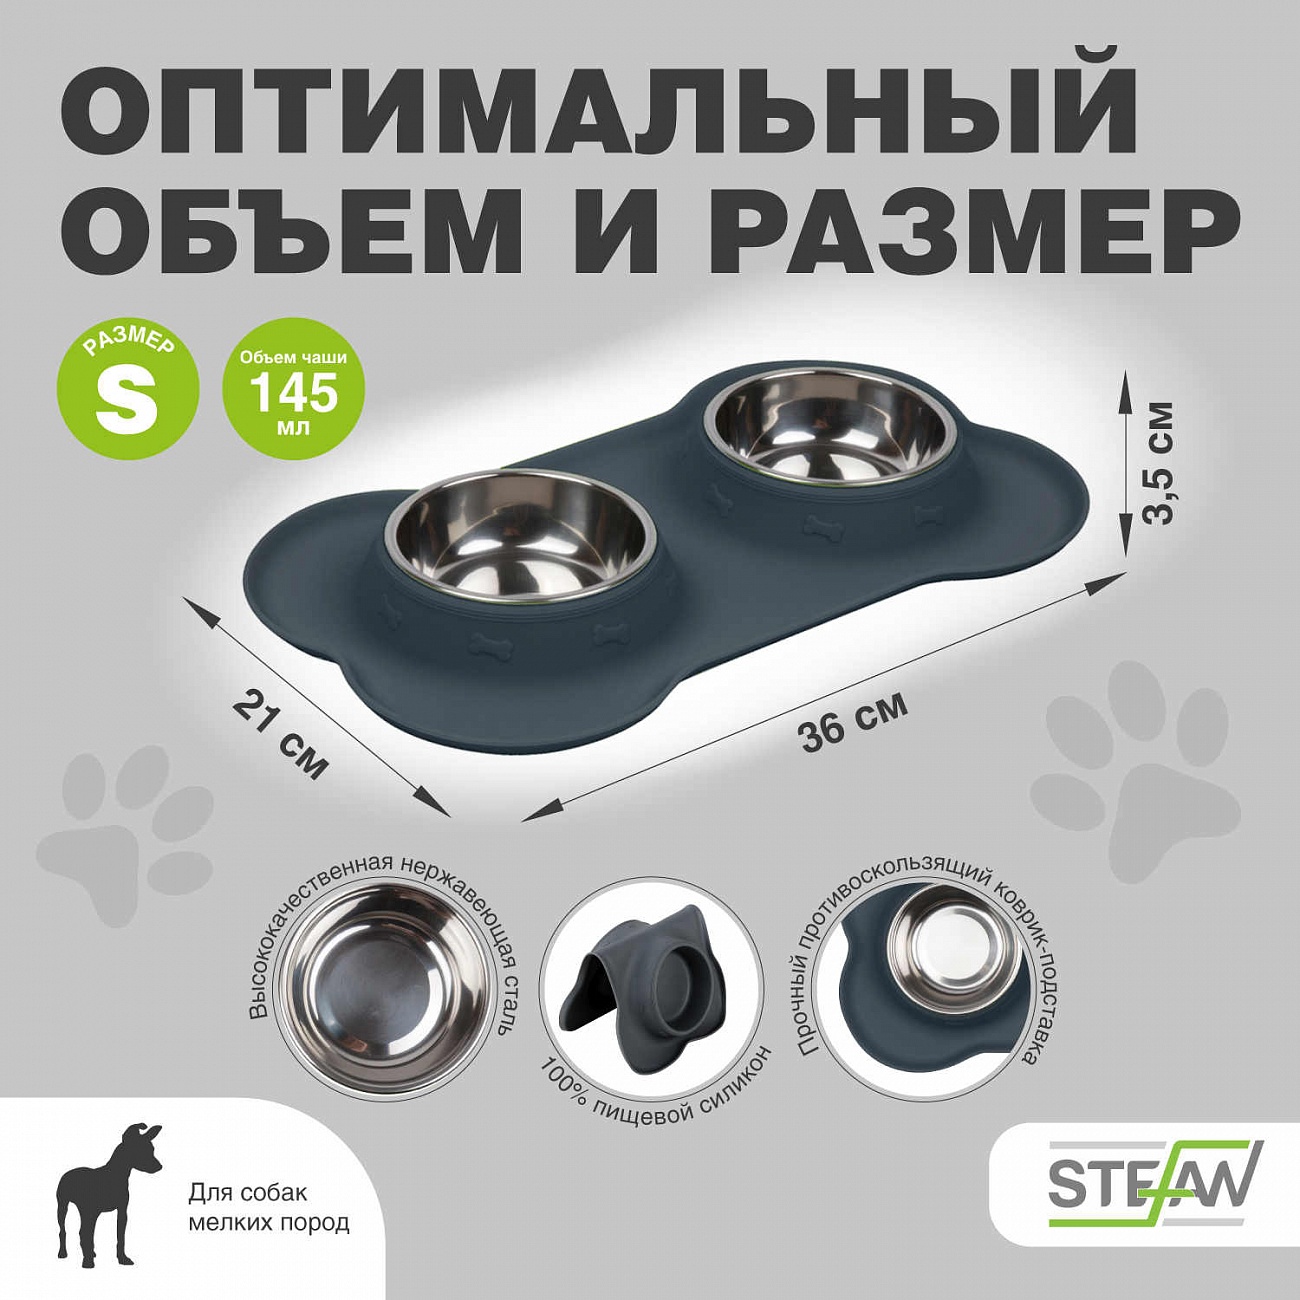 ОПТИМАЛЬНЫЙ
ОБЪЕМ И РАЗМЕР
РАЗМЕР
S
Объем чаши
145
мл
3,5 см
21 см
36 см
Высококачественная нержавеющая сталь
100% пищевой силикон
Прочный противоскользящий коврик-подставка
Для собак
мелких пород
STEFAN